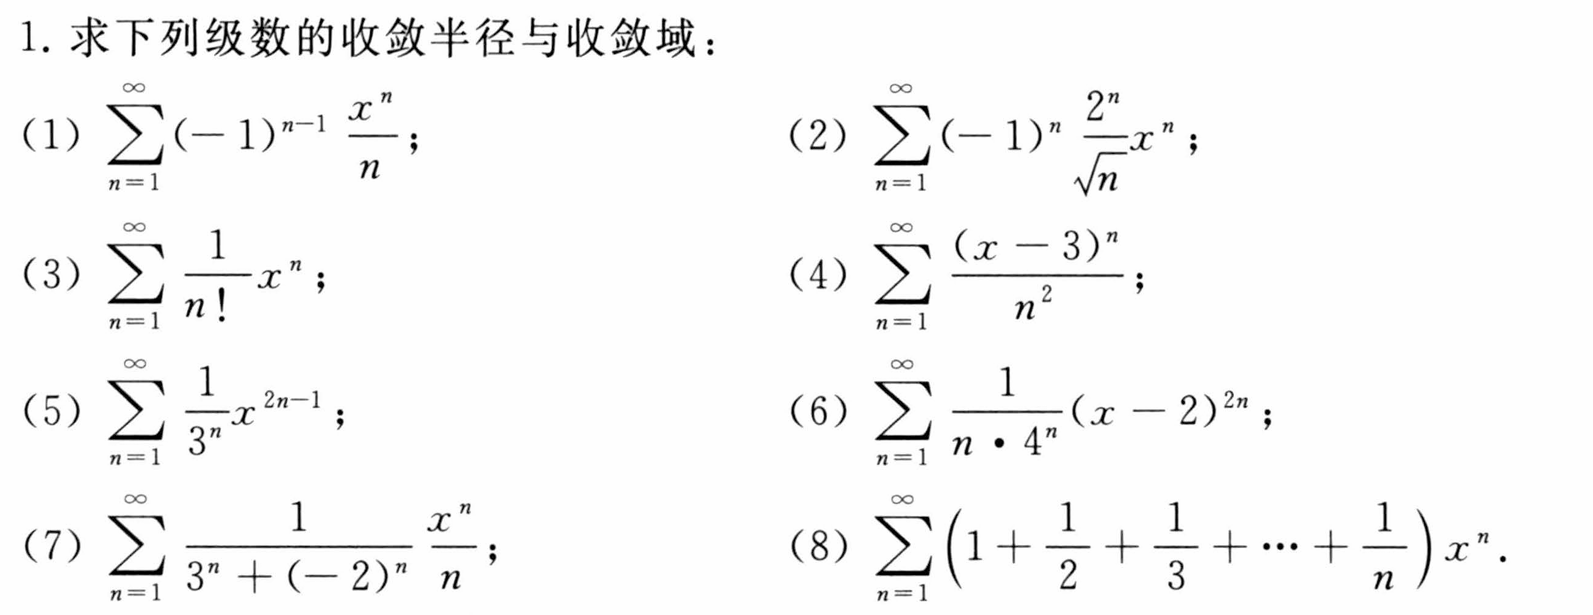 1. 求下列级数的收敛半径与收敛域：
(1) $\sum_{n=1}^{\infty}(-1)^{n-1}\frac{x^n}{n}$； (2) $\sum_{n=1}^{\infty}(-1)^n\frac{2^n}{\sqrt{n}}x^n$；
(3) $\sum_{n=1}^{\infty}\frac{1}{n!}x^n$； (4) $\sum_{n=1}^{\infty}\frac{(x-3)^n}{n^2}$；
(5) $\sum_{n=1}^{\infty}\frac{1}{3^n}x^{2n-1}$； (6) $\sum_{n=1}^{\infty}\frac{1}{n\cdot 4^n}(x-2)^{2n}$；
(7) $\sum_{n=1}^{\infty}\frac{1}{3^n+(-2)^n}\frac{x^n}{n}$； (8) $\sum_{n=1}^{\infty}\left(1+\frac{1}{2}+\frac{1}{3}+\cdots+\frac{1}{n}\right)x^n$.